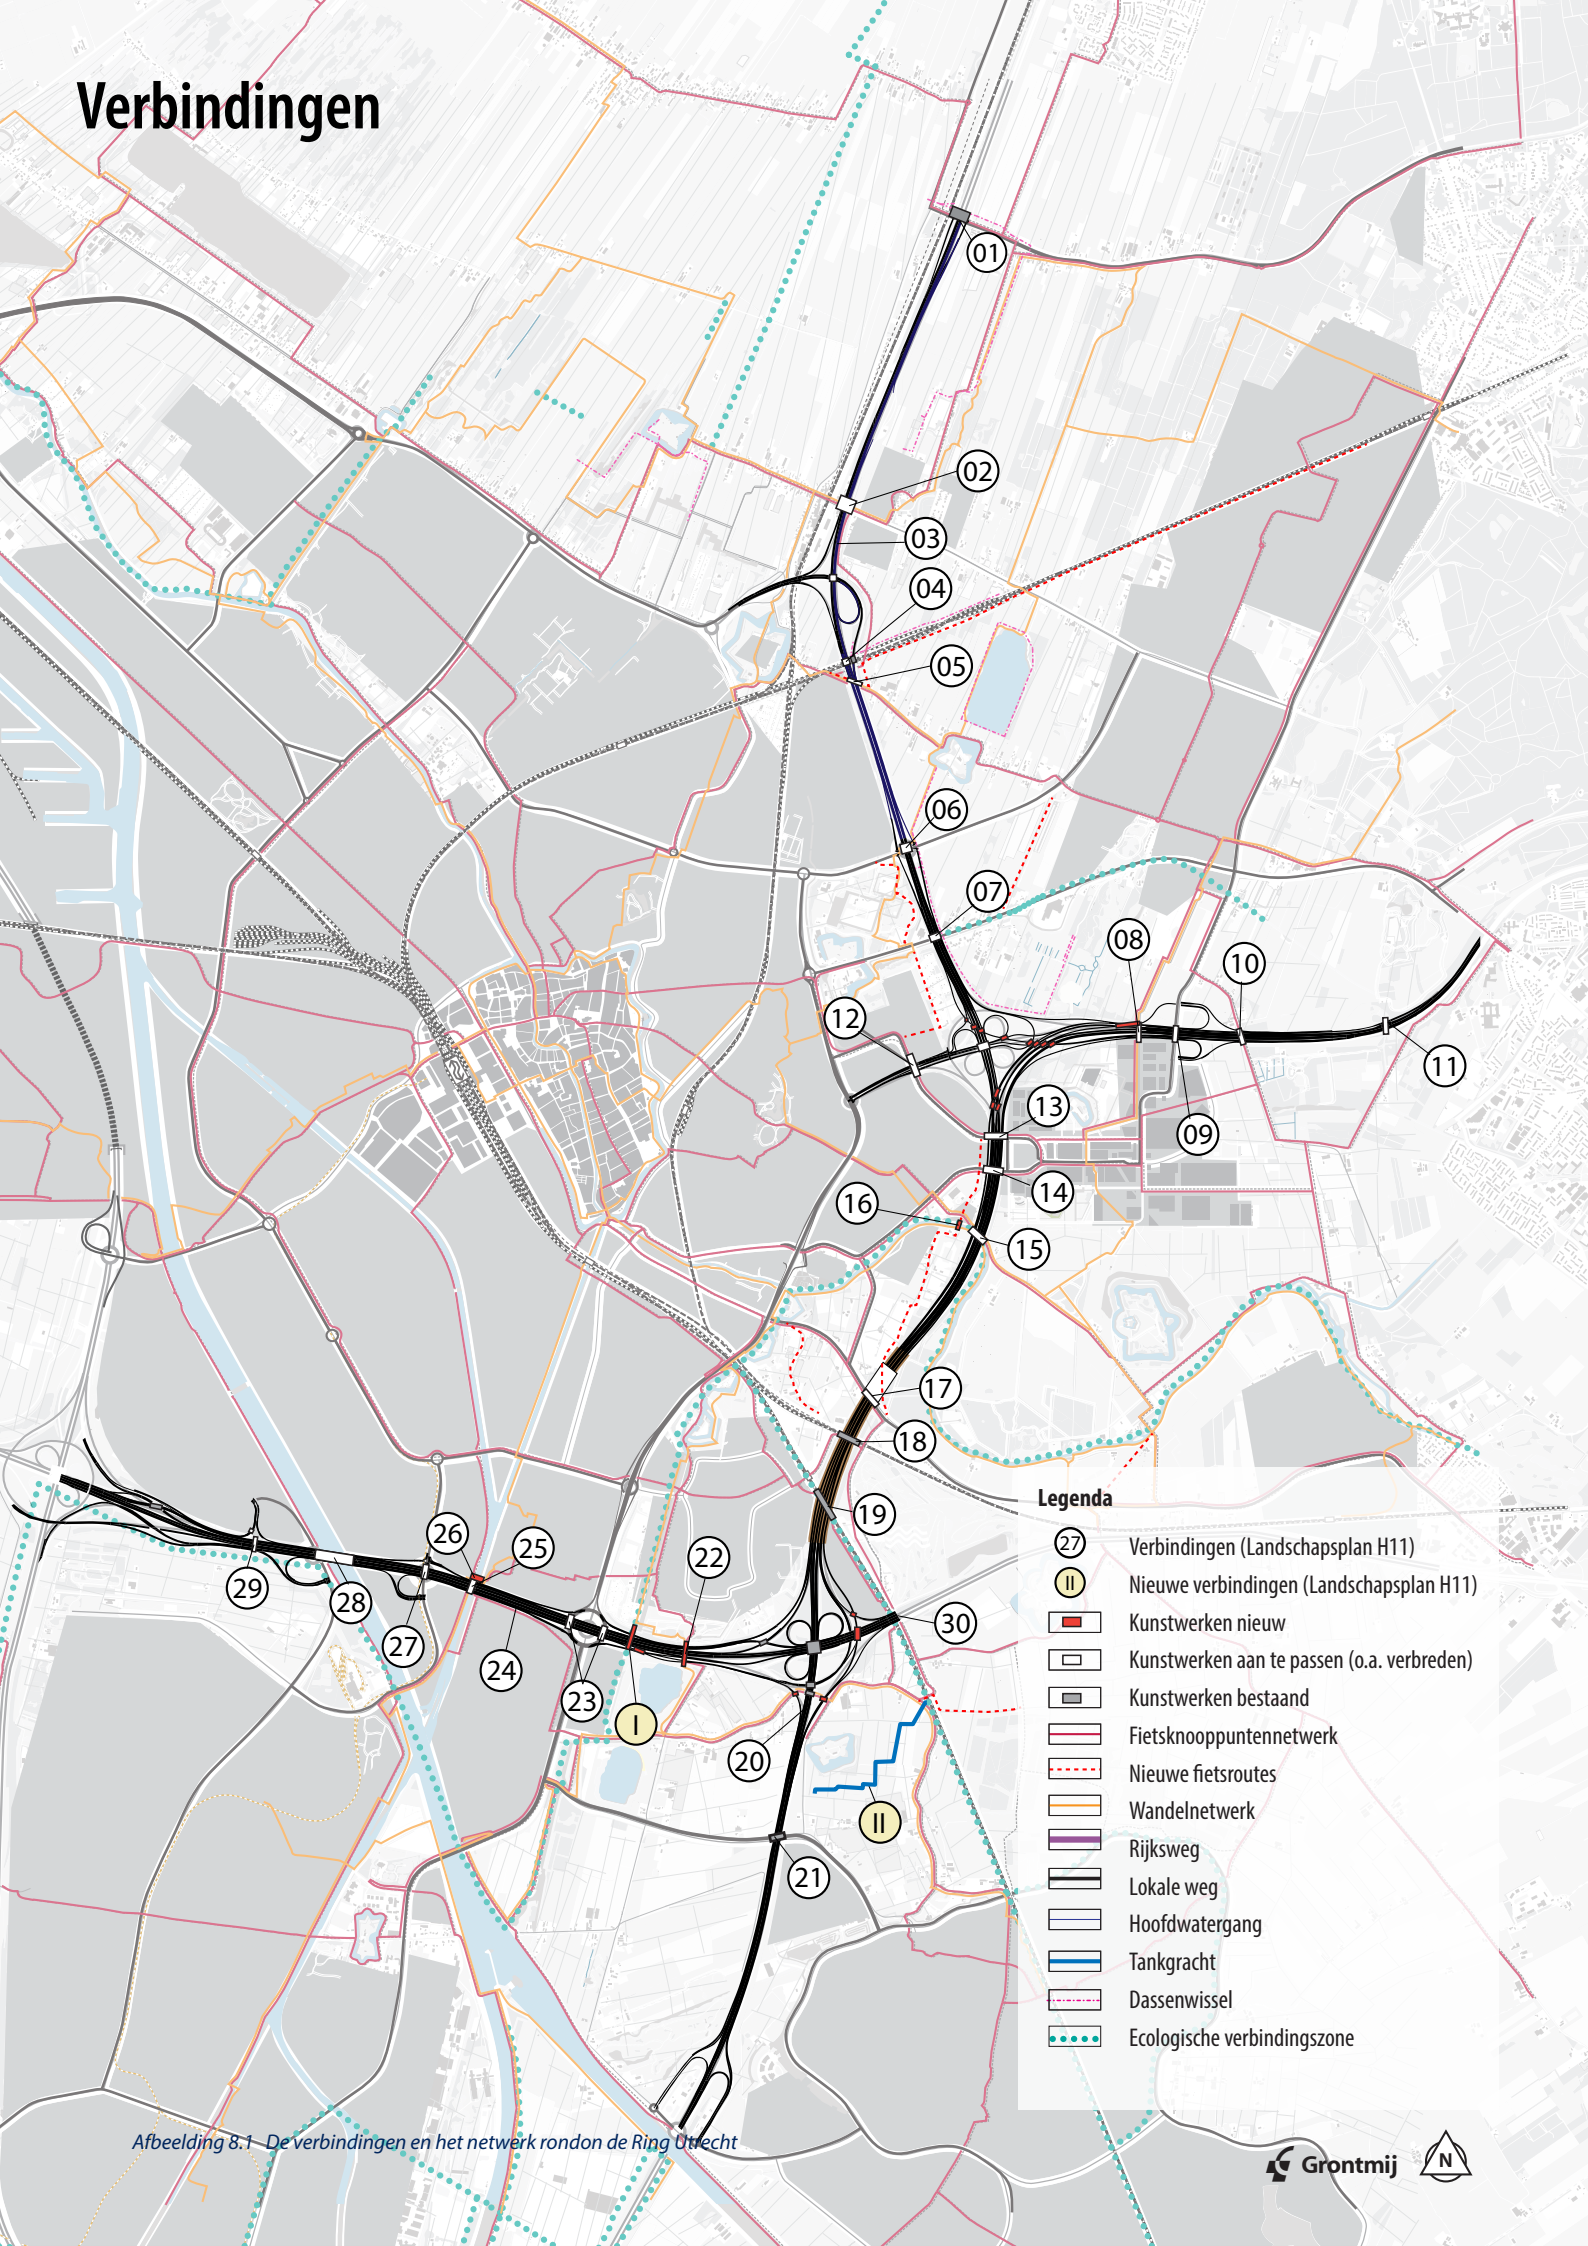 Verbindingen
01
02
03
04
05
06
07
08
10
12
11
13
09
14
16
15
17
18
19
26
25
22
29
28
30
27
24
23
I
20
II
21
Legenda
27 Verbindingen (Landschapsplan H11)
II Nieuwe verbindingen (Landschapsplan H11)
Kunstwerken nieuw
Kunstwerken aan te passen (o.a. verbreden)
Kunstwerken bestaand
Fietsknooppuntennetwerk
Nieuwe fietsroutes
Wandelnetwerk
Rijksweg
Lokale weg
Hoofdwatergang
Tankgracht
Dassenwissel
Ecologische verbindingszone
Afbeelding 8.1 De verbindingen en het netwerk rondon de Ring Utrecht
Grontmij
N